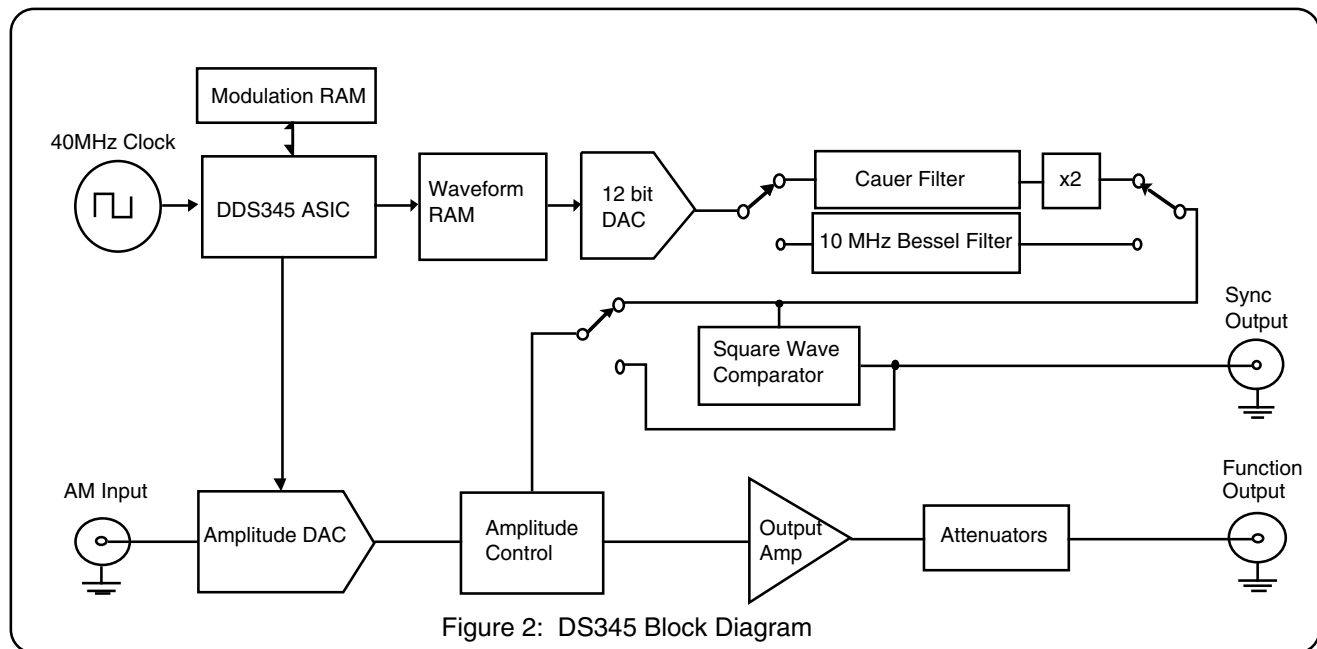 Modulation RAM
40MHz Clock
DDS345 ASIC
Waveform
RAM
12 bit
DAC
Cauer Filter
x2
10 MHz Bessel Filter
Sync
Output
Square Wave
Comparator
AM Input
Amplitude DAC
Amplitude
Control
Output
Amp
Attenuators
Function
Output
Figure 2: DS345 Block Diagram